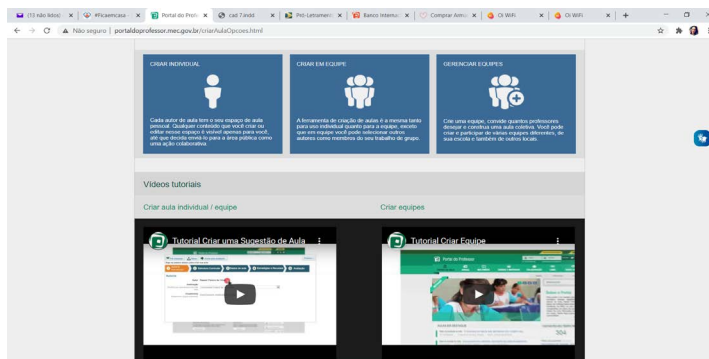 (1) não lido(s)
#Ficaemcasa -
Portal do Profe
cad 7.indd
Pró-Letramento
Banco Interna
Comprar Armá
Oi WiFi
Oi WiFi
Não seguro | portaldoprofessor.mec.gov.br/criarAulaOpcoes.html
CRIAR INDIVIDUAL
Cada autor de aula tem o seu espaço de aula
pessoal. Qualquer conteúdo que você criar ou
editar nesse espaço é visível apenas para você,
até que decida enviá-lo para a área pública como
uma ação colaborativa.
CRIAR EM EQUIPE
A ferramenta de criação de aulas é a mesma tanto
para uso individual quanto para a equipe, exceto
que em equipe você pode selecionar outros
autores como membros do seu trabalho de grupo.
GERENCIAR EQUIPES
Crie uma equipe, convide quantos professores
desejar e construa uma aula coletiva. Você pode
criar e participar de várias equipes diferentes, de
sua escola e também de outros locais.
Vídeos tutoriais
Criar aula individual / equipe
Criar equipes
Tutorial Criar uma Sugestão de Aula
Tutorial Criar Equipe
Portal do Professor
304